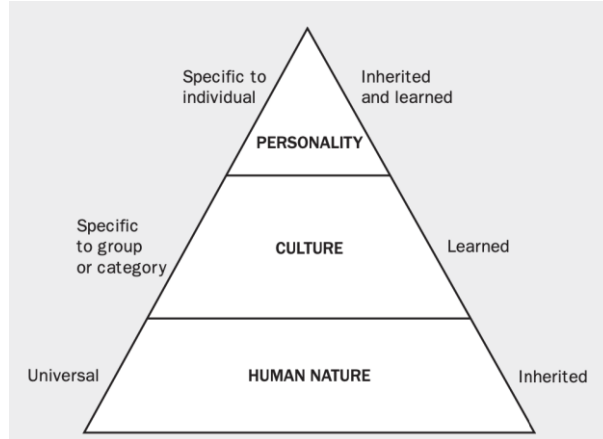 Specific to
individual
Inherited
and learned
PERSONALITY
Specific
to group
or category
CULTURE
Learned
Universal
HUMAN NATURE
Inherited